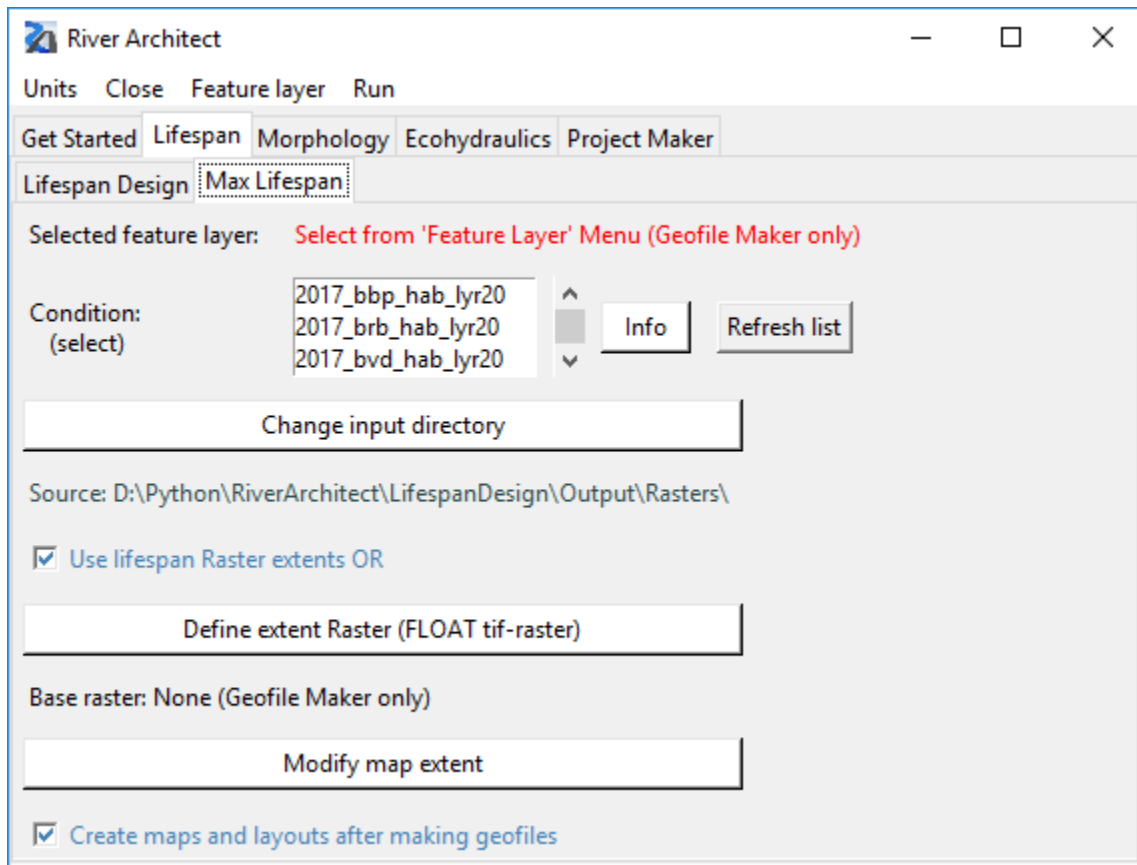 River Architect
Units Close Feature layer Run
Get Started Lifespan Morphology Ecohydraulics Project Maker
Lifespan Design Max Lifespan
Selected feature layer: Select from 'Feature Layer' Menu (Geofile Maker only)
Condition:
(select)
2017_bbp_hab_lyr20
2017_brb_hab_lyr20
2017_bvd_hab_lyr20
Info Refresh list
Change input directory
Source: D:\Python\RiverArchitect\LifespanDesign\Output\Rasters\
Use lifespan Raster extents OR
Define extent Raster (FLOAT tif-raster)
Base raster: None (Geofile Maker only)
Modify map extent
Create maps and layouts after making geofiles